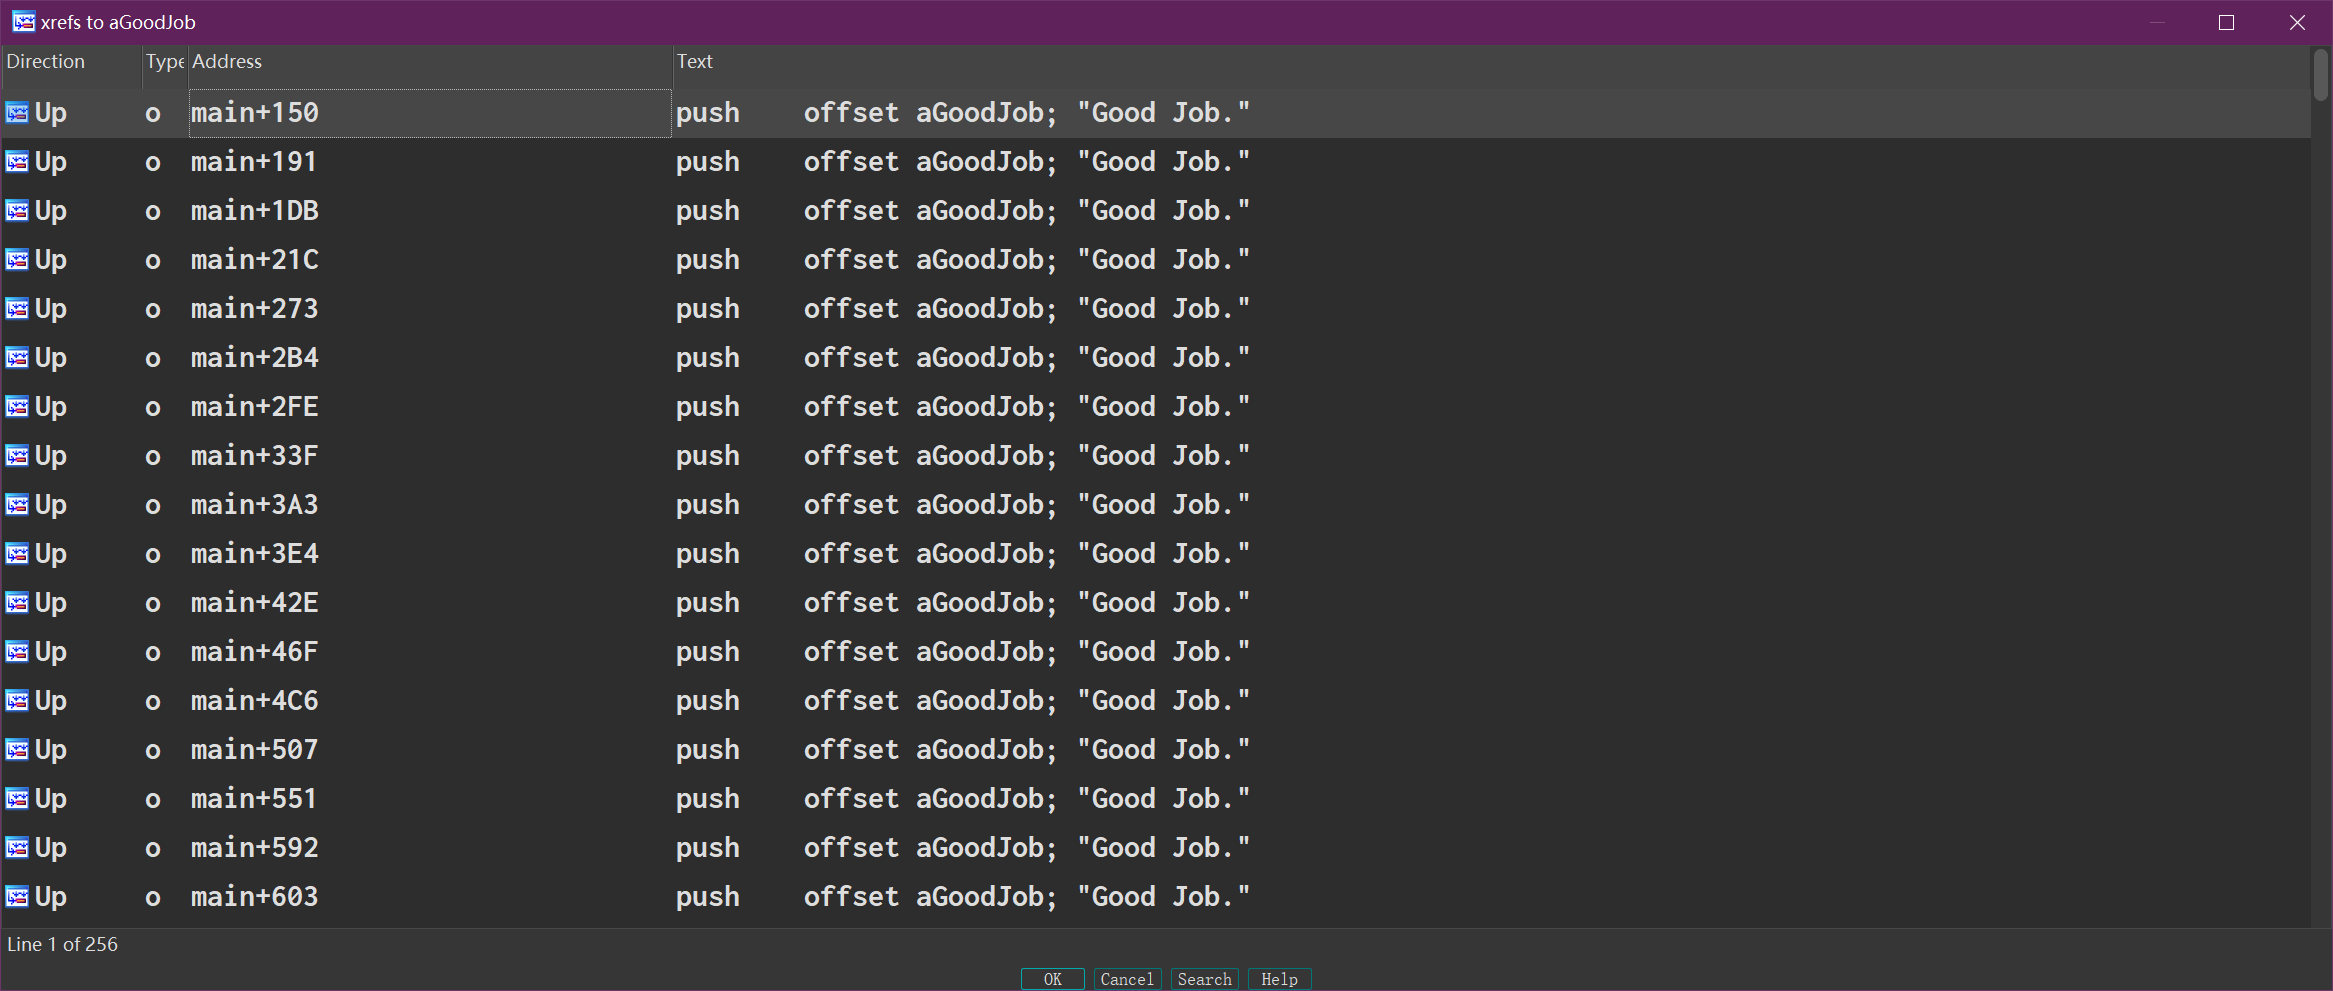 xrefs to aGoodJob
Direction Type Address Text
Up o main+150 push offset aGoodJob; "Good Job."
Up o main+191 push offset aGoodJob; "Good Job."
Up o main+1DB push offset aGoodJob; "Good Job."
Up o main+21C push offset aGoodJob; "Good Job."
Up o main+273 push offset aGoodJob; "Good Job."
Up o main+2B4 push offset aGoodJob; "Good Job."
Up o main+2FE push offset aGoodJob; "Good Job."
Up o main+33F push offset aGoodJob; "Good Job."
Up o main+3A3 push offset aGoodJob; "Good Job."
Up o main+3E4 push offset aGoodJob; "Good Job."
Up o main+42E push offset aGoodJob; "Good Job."
Up o main+46F push offset aGoodJob; "Good Job."
Up o main+4C6 push offset aGoodJob; "Good Job."
Up o main+507 push offset aGoodJob; "Good Job."
Up o main+551 push offset aGoodJob; "Good Job."
Up o main+592 push offset aGoodJob; "Good Job."
Up o main+603 push offset aGoodJob; "Good Job."
Line 1 of 256
OK Cancel Search Help